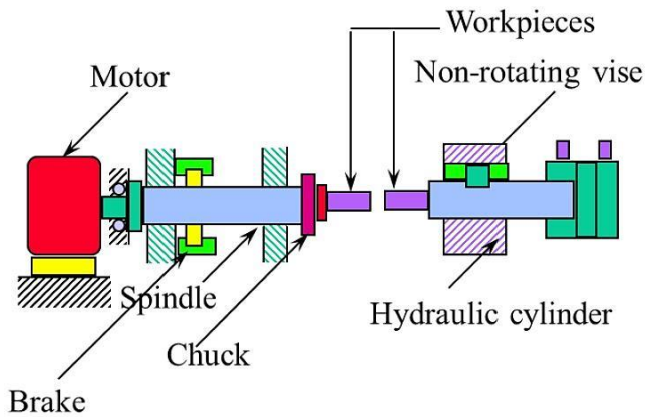 Workpieces
Motor
Non-rotating vise
Spindle
Hydraulic cylinder
Chuck
Brake